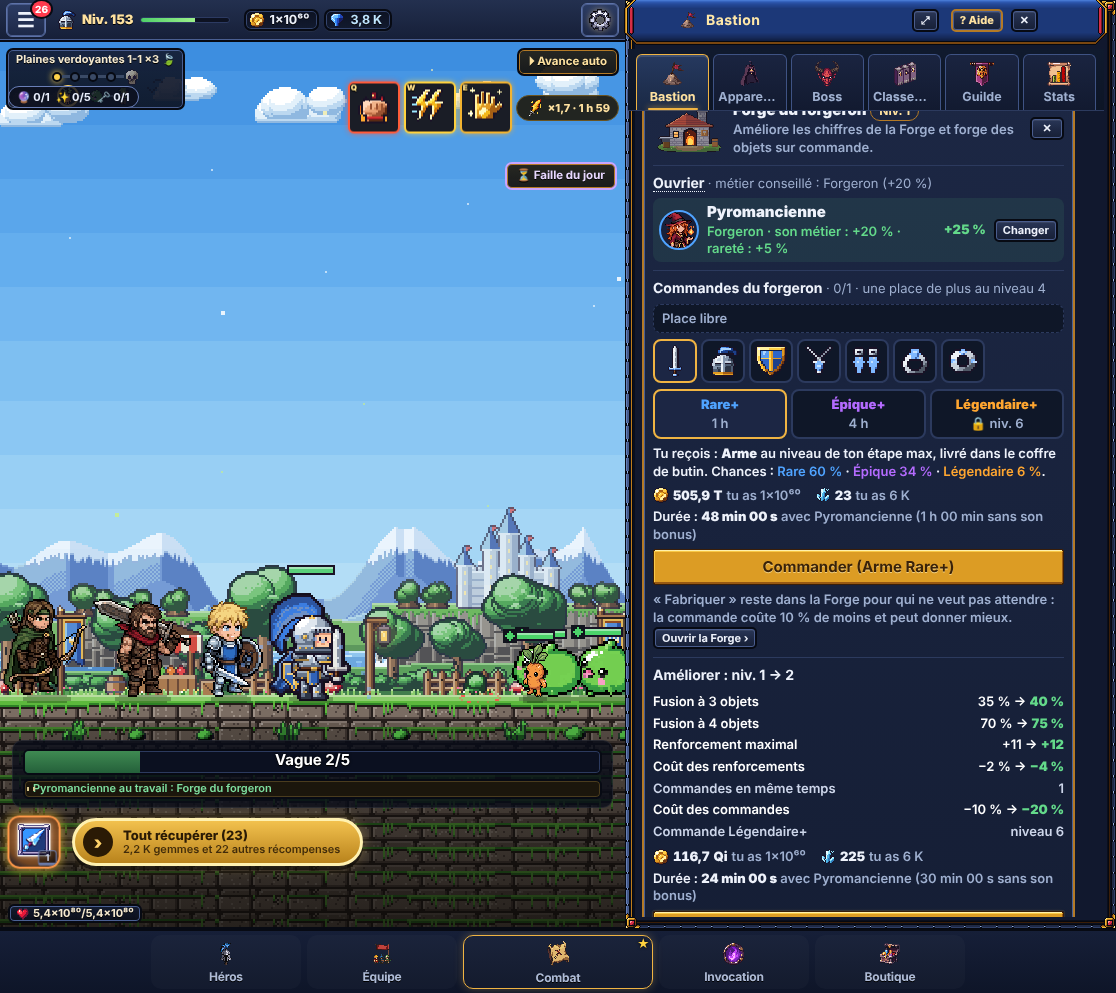 26
Niv. 153
1×10⁶⁰
3,8 K
Plaines verdoyantes 1-1 ×3
0/1
0/5
0/1
Avance auto
Q
W
E
×1,7 · 1 h 59
Faille du jour
Vague 2/5
Pyromancienne au travail : Forge du forgeron
1
Tout récupérer (23)
2,2 K gemmes et 22 autres récompenses
5,4×10⁸⁰/5,4×10⁸⁰
Bastion
? Aide
Bastion
Appare…
Boss
Classe…
Guilde
Stats
Forge du forgeron
Niv. 1
Améliore les chiffres de la Forge et forge des
objets sur commande.
Ouvrier · métier conseillé : Forgeron (+20 %)
Pyromancienne
Forgeron · son métier : +20 % ·
rareté : +5 %
+25 %
Changer
Commandes du forgeron · 0/1 · une place de plus au niveau 4
Place libre
Rare+
1 h
Épique+
4 h
Légendaire+
niv. 6
Tu reçois : Arme au niveau de ton étape max, livré dans le coffre
de butin. Chances : Rare 60 % · Épique 34 % · Légendaire 6 %.
505,9 T tu as 1×10⁶⁰ 23 tu as 6 K
Durée : 48 min 00 s avec Pyromancienne (1 h 00 min sans son
bonus)
Commander (Arme Rare+)
« Fabriquer » reste dans la Forge pour qui ne veut pas attendre :
la commande coûte 10 % de moins et peut donner mieux.
Ouvrir la Forge ›
Améliorer : niv. 1 → 2
Fusion à 3 objets 35 % → 40 %
Fusion à 4 objets 70 % → 75 %
Renforcement maximal +11 → +12
Coût des renforcements −2 % → −4 %
Commandes en même temps 1
Coût des commandes −10 % → −20 %
Commande Légendaire+ niveau 6
116,7 Qi tu as 1×10⁶⁰ 225 tu as 6 K
Durée : 24 min 00 s avec Pyromancienne (30 min 00 s sans son
bonus)
Héros
Équipe
Combat
Invocation
Boutique